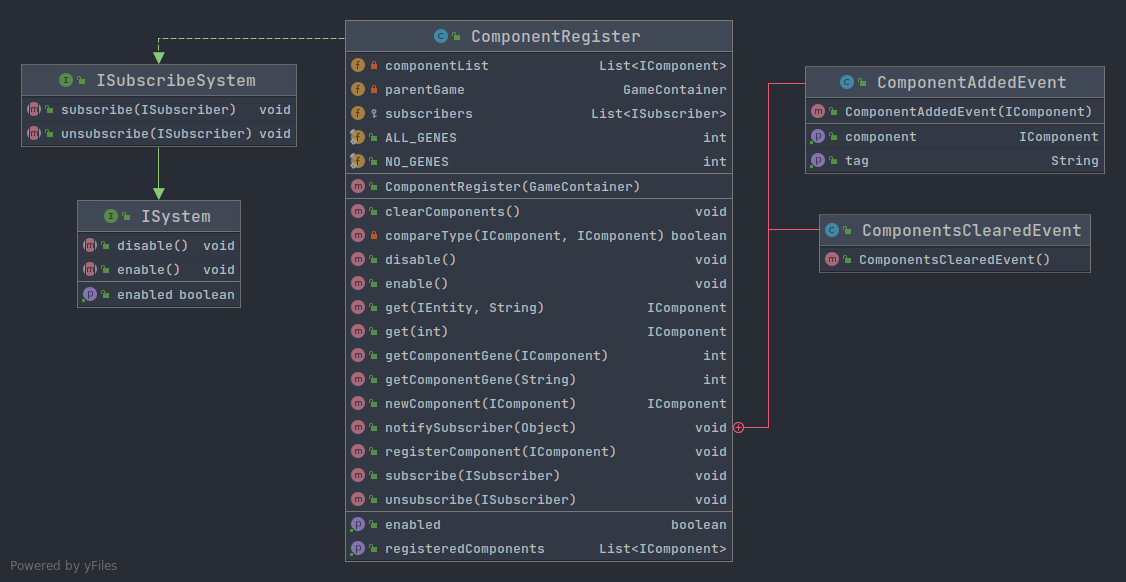 ISubscribeSystem
subscribe(ISubscriber) void
unsubscribe(ISubscriber) void
ISystem
disable() void
enable() void
enabled boolean
ComponentRegister
componentList List<IComponent>
parentGame GameContainer
subscribers List<ISubscriber>
ALL_GENES int
NO_GENES int
ComponentRegister(GameContainer)
clearComponents() void
compareType(IComponent, IComponent) boolean
disable() void
enable() void
get(IEntity, String) IComponent
get(int) IComponent
getComponentGene(IComponent) int
getComponentGene(String) int
newComponent(IComponent) IComponent
notifySubscriber(Object) void
registerComponent(IComponent) void
subscribe(ISubscriber) void
unsubscribe(ISubscriber) void
enabled boolean
registeredComponents List<IComponent>
ComponentAddedEvent
ComponentAddedEvent(IComponent)
component IComponent
tag String
ComponentsClearedEvent
ComponentsClearedEvent()
Powered by yFiles